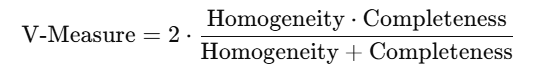 V-Measure = 2 · Homogeneity · Completeness / Homogeneity + Completeness